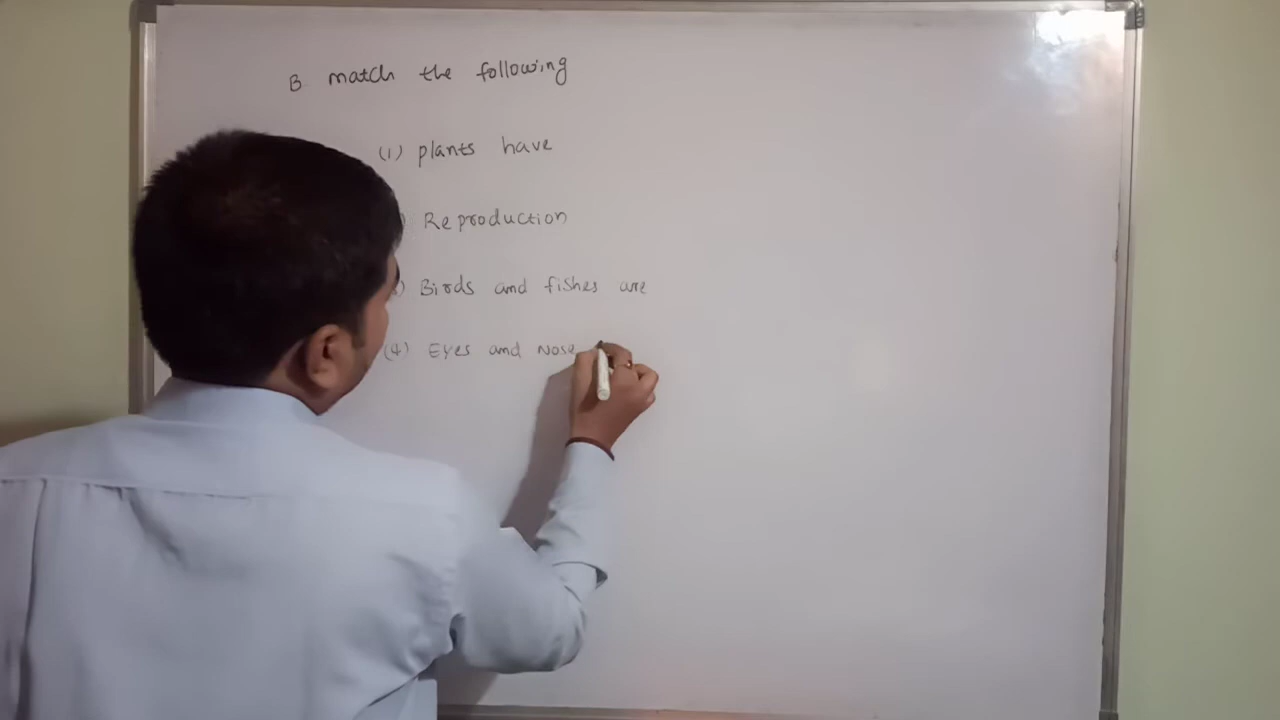 B. match the following
(1) plants have
) Reproduction
) Birds and fishes are
(4) Eyes and Nose